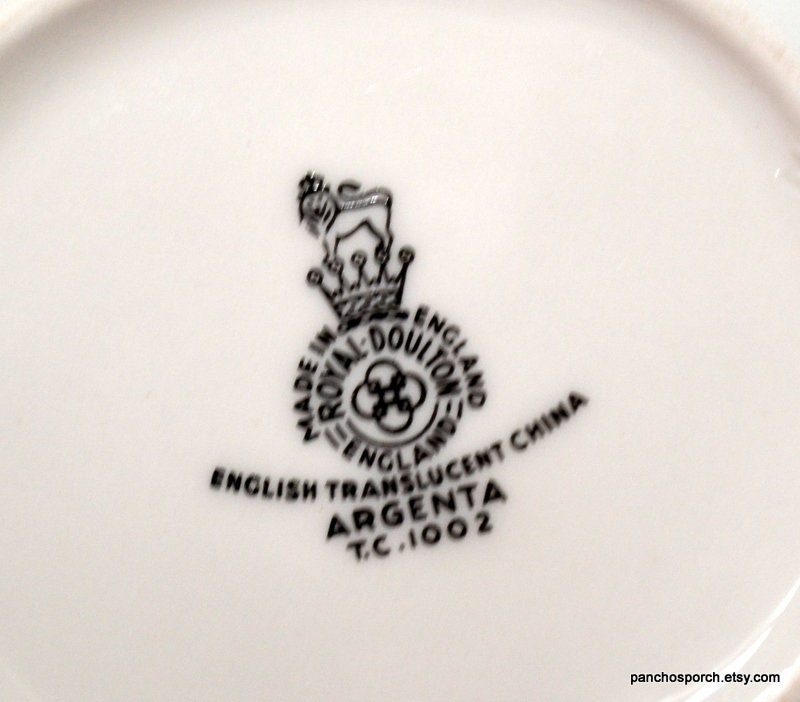 MADE IN ENGLAND
ROYAL·DOULTON
ENGLAND
ENGLISH TRANSLUCENT CHINA
ARGENTA
T.C.1002
panchosporch.etsy.com